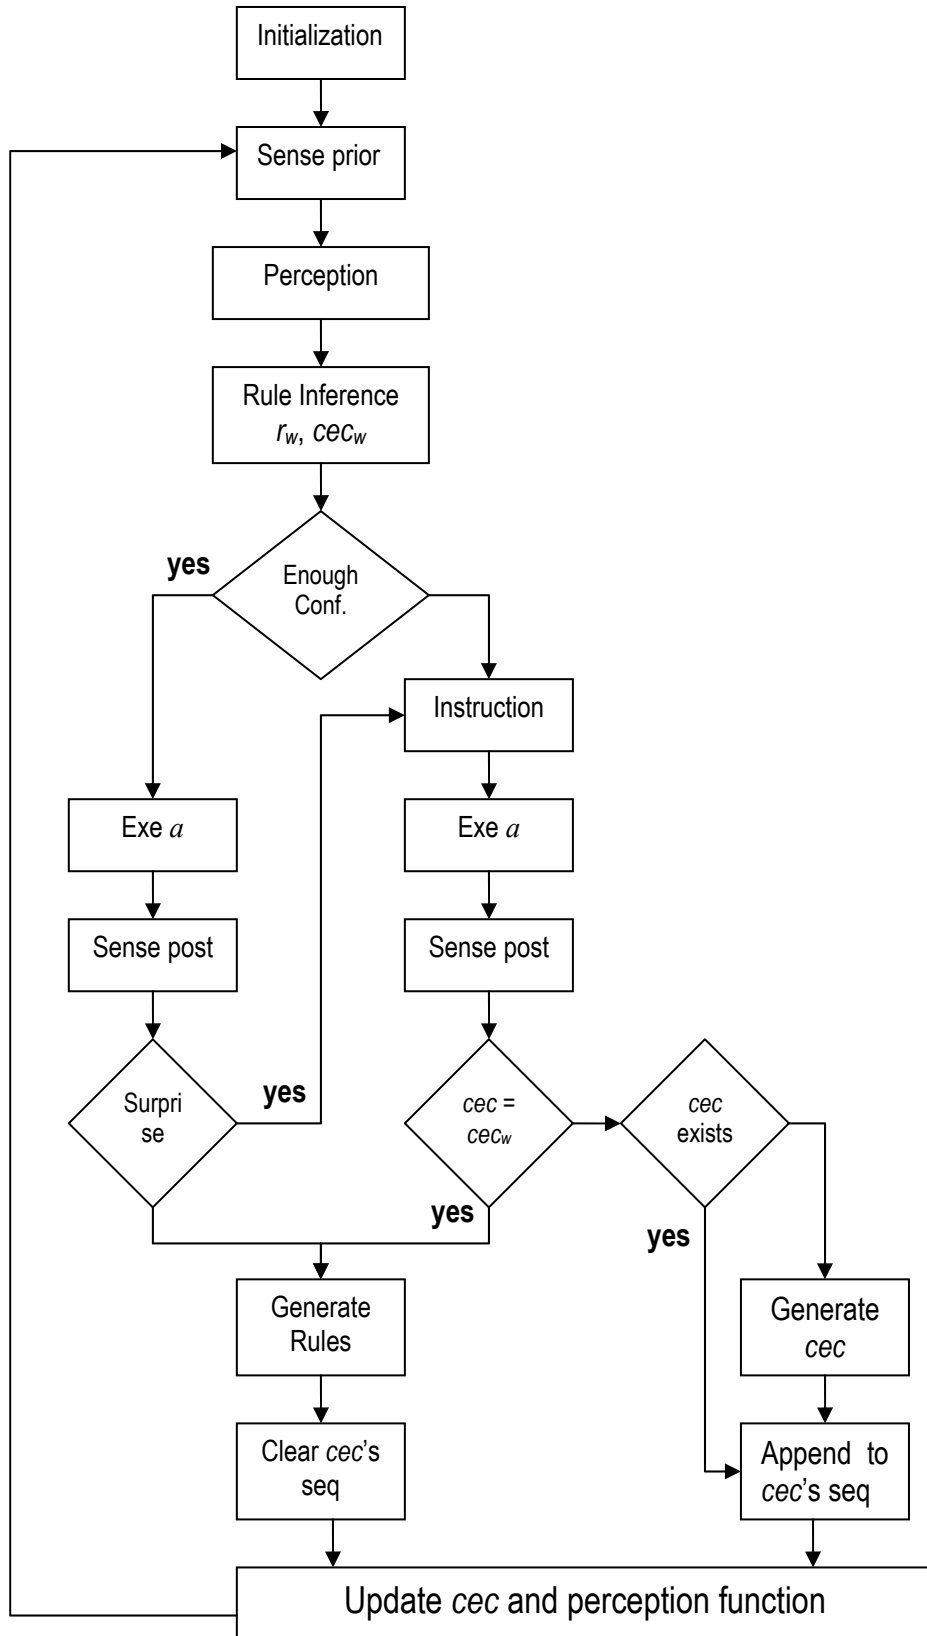 Initialization
Sense prior
Perception
Rule Inference
rw, cecw
yes
Enough
Conf.
Instruction
Exe a
Exe a
Sense post
Sense post
Surpri
se
yes
cec =
cecw
cec
exists
yes
yes
Generate
Rules
Generate
cec
Clear cec's
seq
Append to
cec's seq
Update cec and perception function